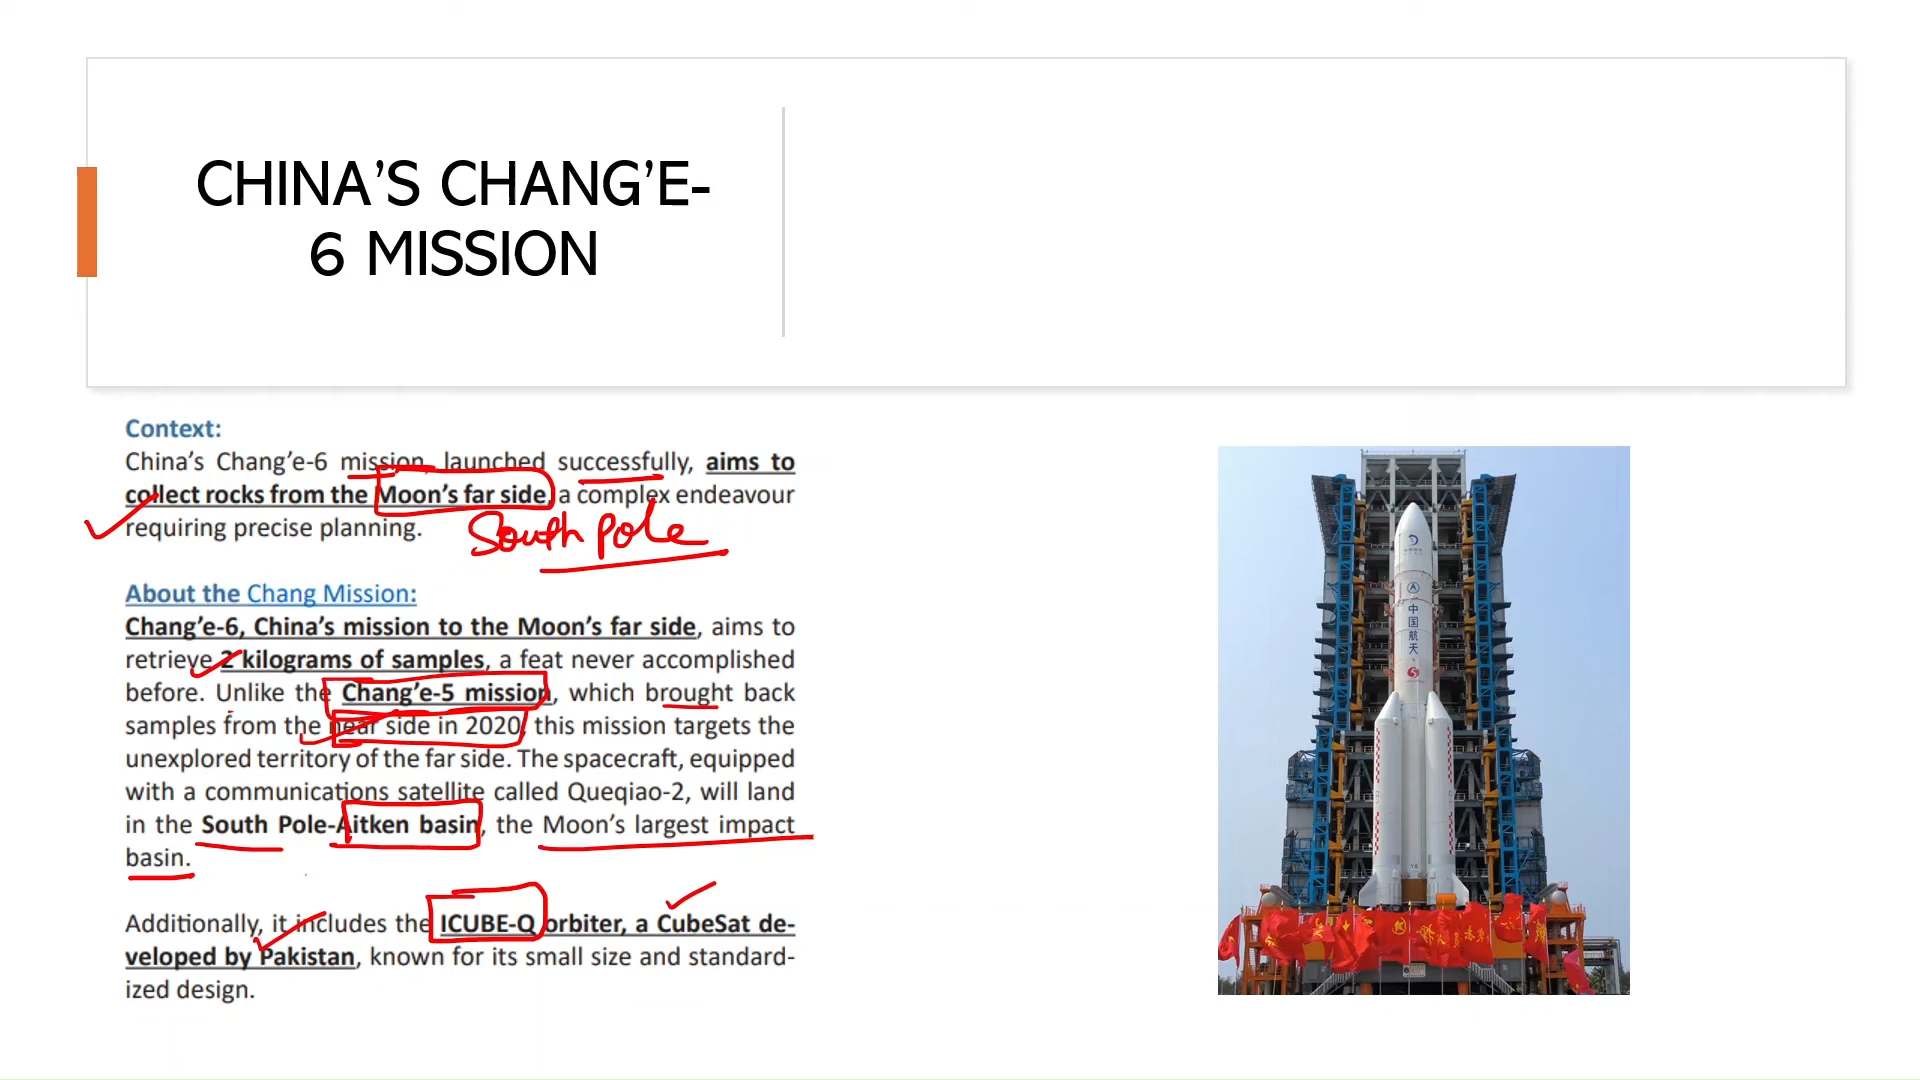 CHINA’S CHANG’E-
6 MISSION
Context:
China’s Chang’e-6 mission, launched successfully, aims to
collect rocks from the Moon’s far side, a complex endeavour
requiring precise planning.
South pole
About the Chang Mission:
Chang’e-6, China’s mission to the Moon’s far side, aims to
retrieve 2 kilograms of samples, a feat never accomplished
before. Unlike the Chang’e-5 mission, which brought back
samples from the near side in 2020, this mission targets the
unexplored territory of the far side. The spacecraft, equipped
with a communications satellite called Queqiao-2, will land
in the South Pole-Aitken basin, the Moon’s largest impact
basin.
Additionally, it includes the ICUBE-Q orbiter, a CubeSat de-
veloped by Pakistan, known for its small size and standard-
ized design.
中国航天